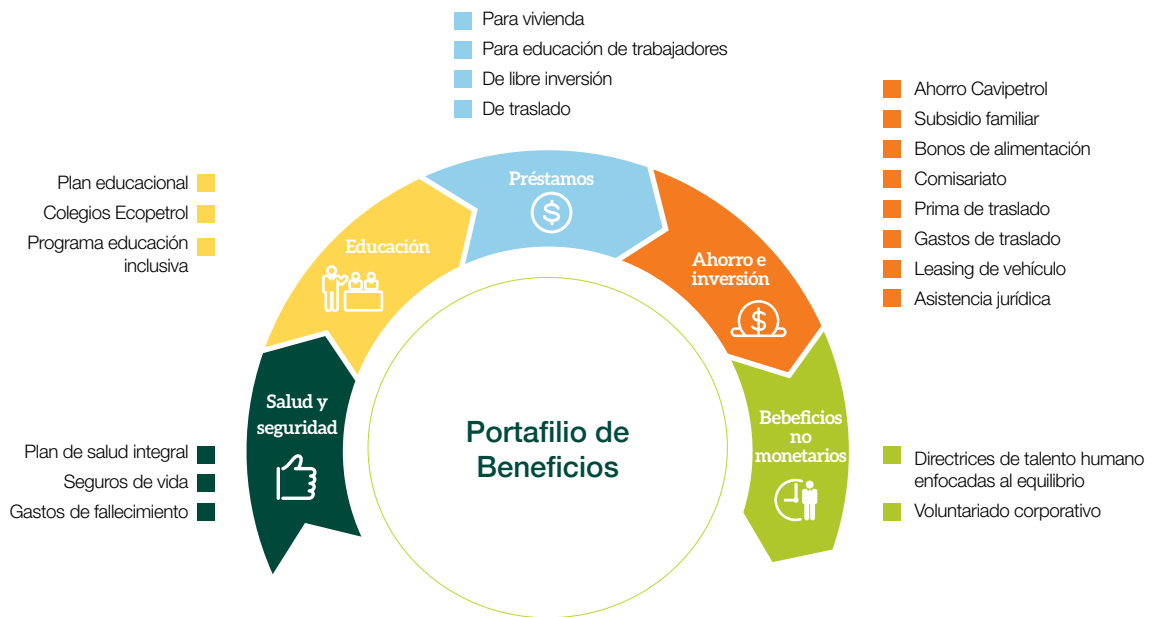 Para vivienda
Para educación de trabajadores
De libre inversión
De traslado
Ahorro Cavipetrol
Subsidio familiar
Bonos de alimentación
Comisariato
Prima de traslado
Gastos de traslado
Leasing de vehículo
Asistencia jurídica
Plan educacional
Colegios Ecopetrol
Programa educación
inclusiva
Préstamos
Educación
Ahorro e
inversión
Salud y
seguridad
Bebeficios
no
monetarios
Portafilio de
Beneficios
Plan de salud integral
Seguros de vida
Gastos de fallecimiento
Directrices de talento humano
enfocadas al equilibrio
Voluntariado corporativo